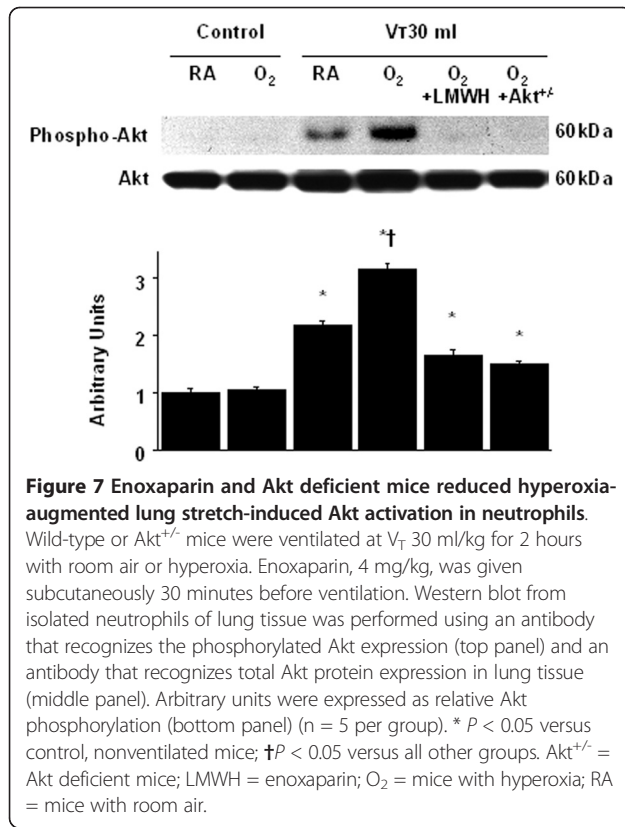 Control VT30 ml
RA O₂ RA O₂ O₂ +LMWH O₂ +Akt⁺/⁻
Phospho-Akt 60kDa
Akt 60kDa
Arbitrary Units
3
2
1
0
*
*†
*
*
Figure 7 Enoxaparin and Akt deficient mice reduced hyperoxia-
augmented lung stretch-induced Akt activation in neutrophils.
Wild-type or Akt⁺/⁻ mice were ventilated at V_T 30 ml/kg for 2 hours
with room air or hyperoxia. Enoxaparin, 4 mg/kg, was given
subcutaneously 30 minutes before ventilation. Western blot from
isolated neutrophils of lung tissue was performed using an antibody
that recognizes the phosphorylated Akt expression (top panel) and an
antibody that recognizes total Akt protein expression in lung tissue
(middle panel). Arbitrary units were expressed as relative Akt
phosphorylation (bottom panel) (n = 5 per group). * P < 0.05 versus
control, nonventilated mice; †P < 0.05 versus all other groups. Akt⁺/⁻ =
Akt deficient mice; LMWH = enoxaparin; O₂ = mice with hyperoxia; RA
= mice with room air.